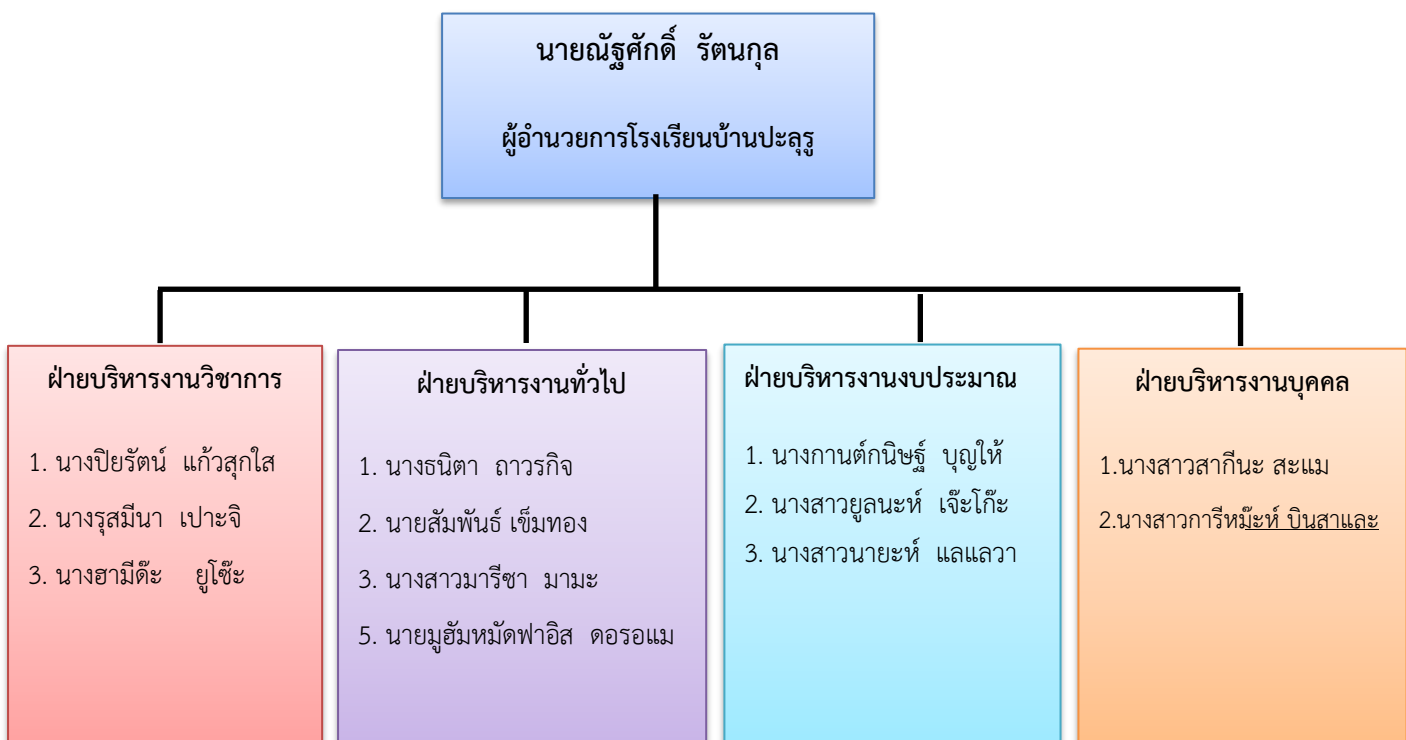 นายณัฐศักดิ์ รัตนกุล
ผู้อำนวยการโรงเรียนบ้านปะลุรู
ฝ่ายบริหารงานวิชาการ
1. นางปิยรัตน์ แก้วสุกใส
2. นางรุสมีนา เปาะจิ
3. นางฮามีด๊ะ ยูโซ๊ะ
ฝ่ายบริหารงานทั่วไป
1. นางธนิตา ถาวรกิจ
2. นายสัมพันธ์ เข็มทอง
3. นางสาวมารีซา มามะ
5. นายมูฮัมหมัดฟาอิส ดอรอแม
ฝ่ายบริหารงานงบประมาณ
1. นางกานต์กนิษฐ์ บุญให้
2. นางสาวยูลนะห์ เจ๊ะโก๊ะ
3. นางสาวนายะห์ แลแลวา
ฝ่ายบริหารงานบุคคล
1.นางสาวสากีนะ สะแม
2.นางสาวการีหม๊ะห์ บินสาและ